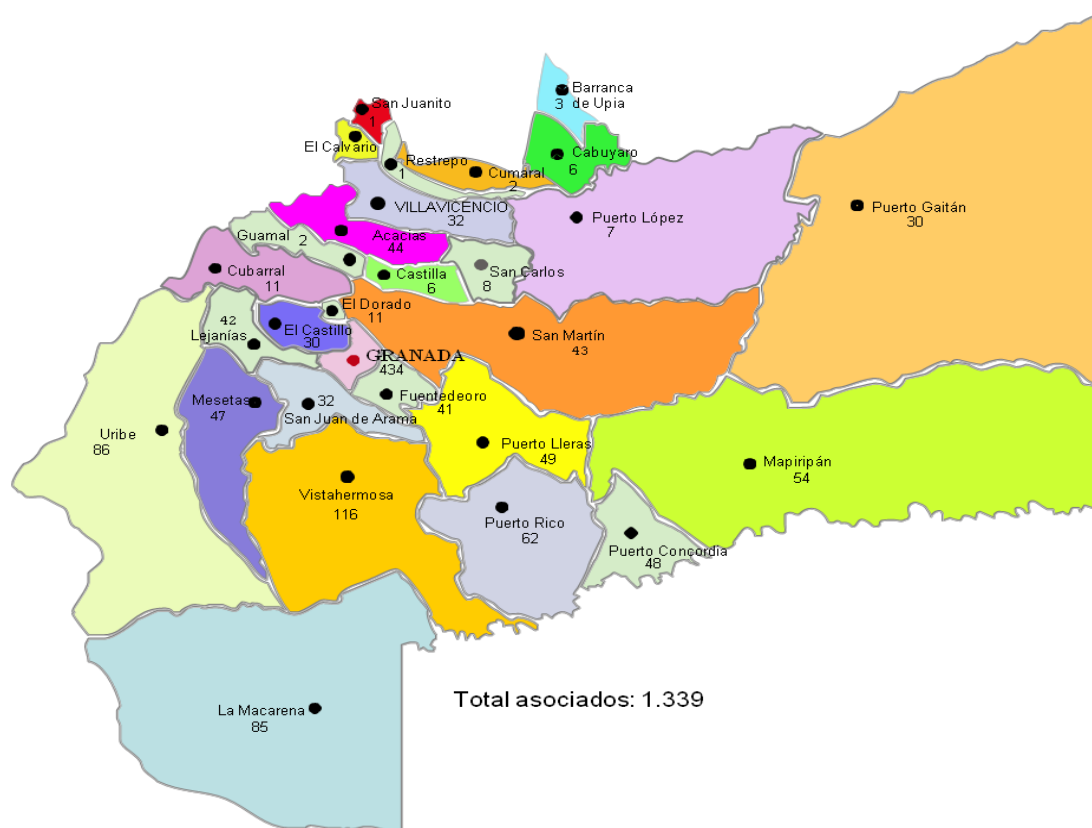 San Juanito
1
El Calvario
Barranca
3 de Upia
Restrepo
1
Cumaral
2
Cabuyaro
6
VILLAVICENCIO
32
Puerto López
7
Puerto Gaitán
30
Guamal 2
Acacias
44
Cubarral
11
Castilla
6
San Carlos
8
El Dorado
11
42
Lejanías
El Castillo
30
San Martín
43
GRANADA
434
Mesetas
47
32
San Juan de Arama
Fuentedeoro
41
Uribe
86
Puerto Lleras
49
Mapiripán
54
Vistahermosa
116
Puerto Rico
62
Puerto Concordia
48
La Macarena
85
Total asociados: 1.339